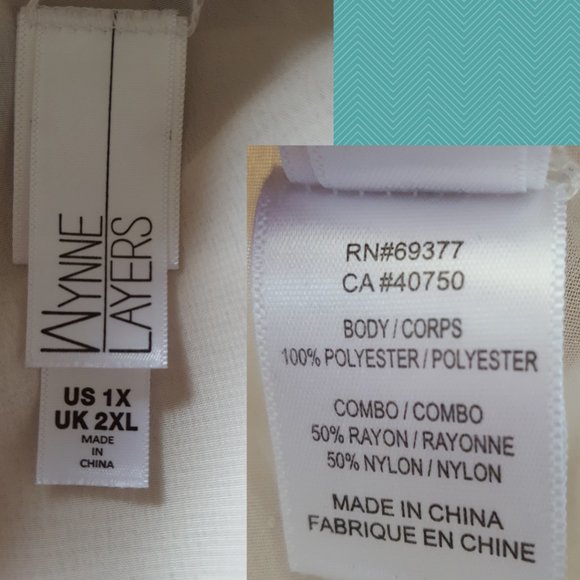 WYNNE
LAYERS
US 1X
UK 2XL
MADE
IN
CHINA
RN#69377
CA #40750
BODY / CORPS
100% POLYESTER / POLYESTER
COMBO / COMBO
50% RAYON / RAYONNE
50% NYLON / NYLON
MADE IN CHINA
FABRIQUE EN CHINE